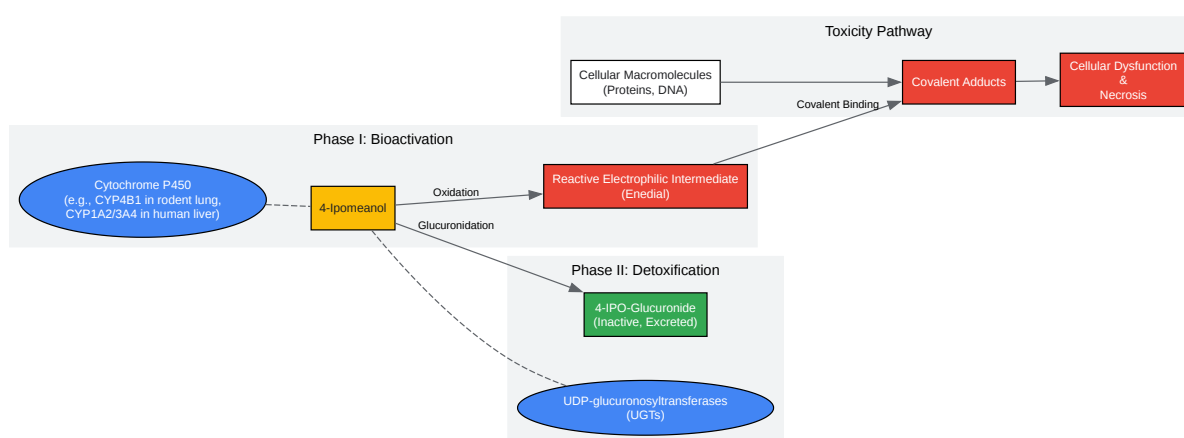 Toxicity Pathway
Cellular Macromolecules
(Proteins, DNA)
Covalent Adducts
Cellular Dysfunction
&
Necrosis
Covalent Binding
Phase I: Bioactivation
Cytochrome P450
(e.g., CYP4B1 in rodent lung,
CYP1A2/3A4 in human liver)
4-Ipomeanol
Oxidation
Reactive Electrophilic Intermediate
(Enedial)
Glucuronidation
Phase II: Detoxification
4-IPO-Glucuronide
(Inactive, Excreted)
UDP-glucuronosyltransferases
(UGTs)